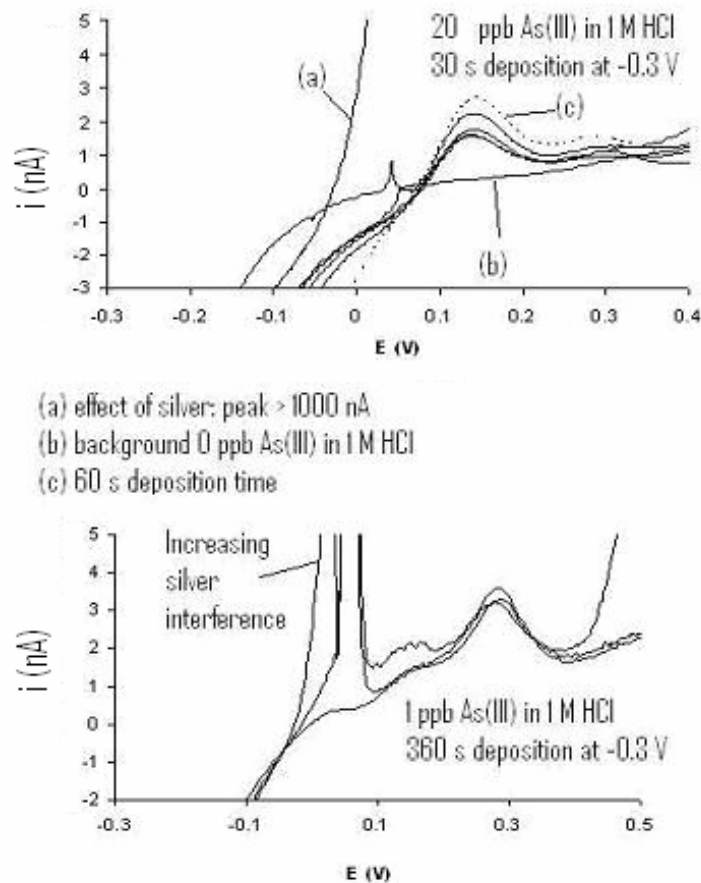 5
20 ppb As(III) in 1 M HCl
4
30 s deposition at -0.3 V
(a)
3
(c)
2
1
i (nA)
0
-1
(b)
-2
-3
-0.3 -0.2 -0.1 0 0.1 0.2 0.3 0.4
E (V)
(a) effect of silver: peak > 1000 nA
(b) background 0 ppb As(III) in 1 M HCl
(c) 60 s deposition time
5
Increasing
4
silver
interference
3
2
i (nA)
1
1 ppb As(III) in 1 M HCl
0
360 s deposition at -0.3 V
-1
-2
-0.3 -0.1 0.1 0.3 0.5
E (V)